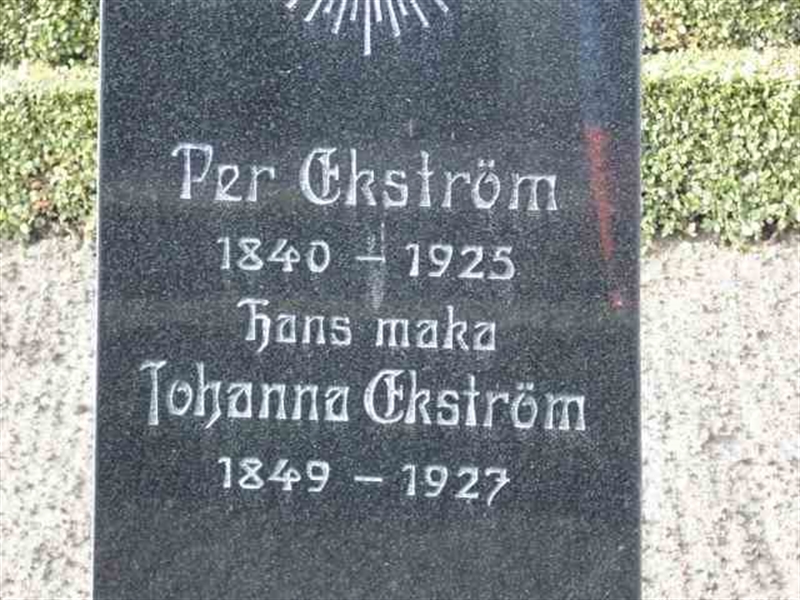 Per Ekström
1840 – 1925
Hans maka
Johanna Ekström
1849 – 1927